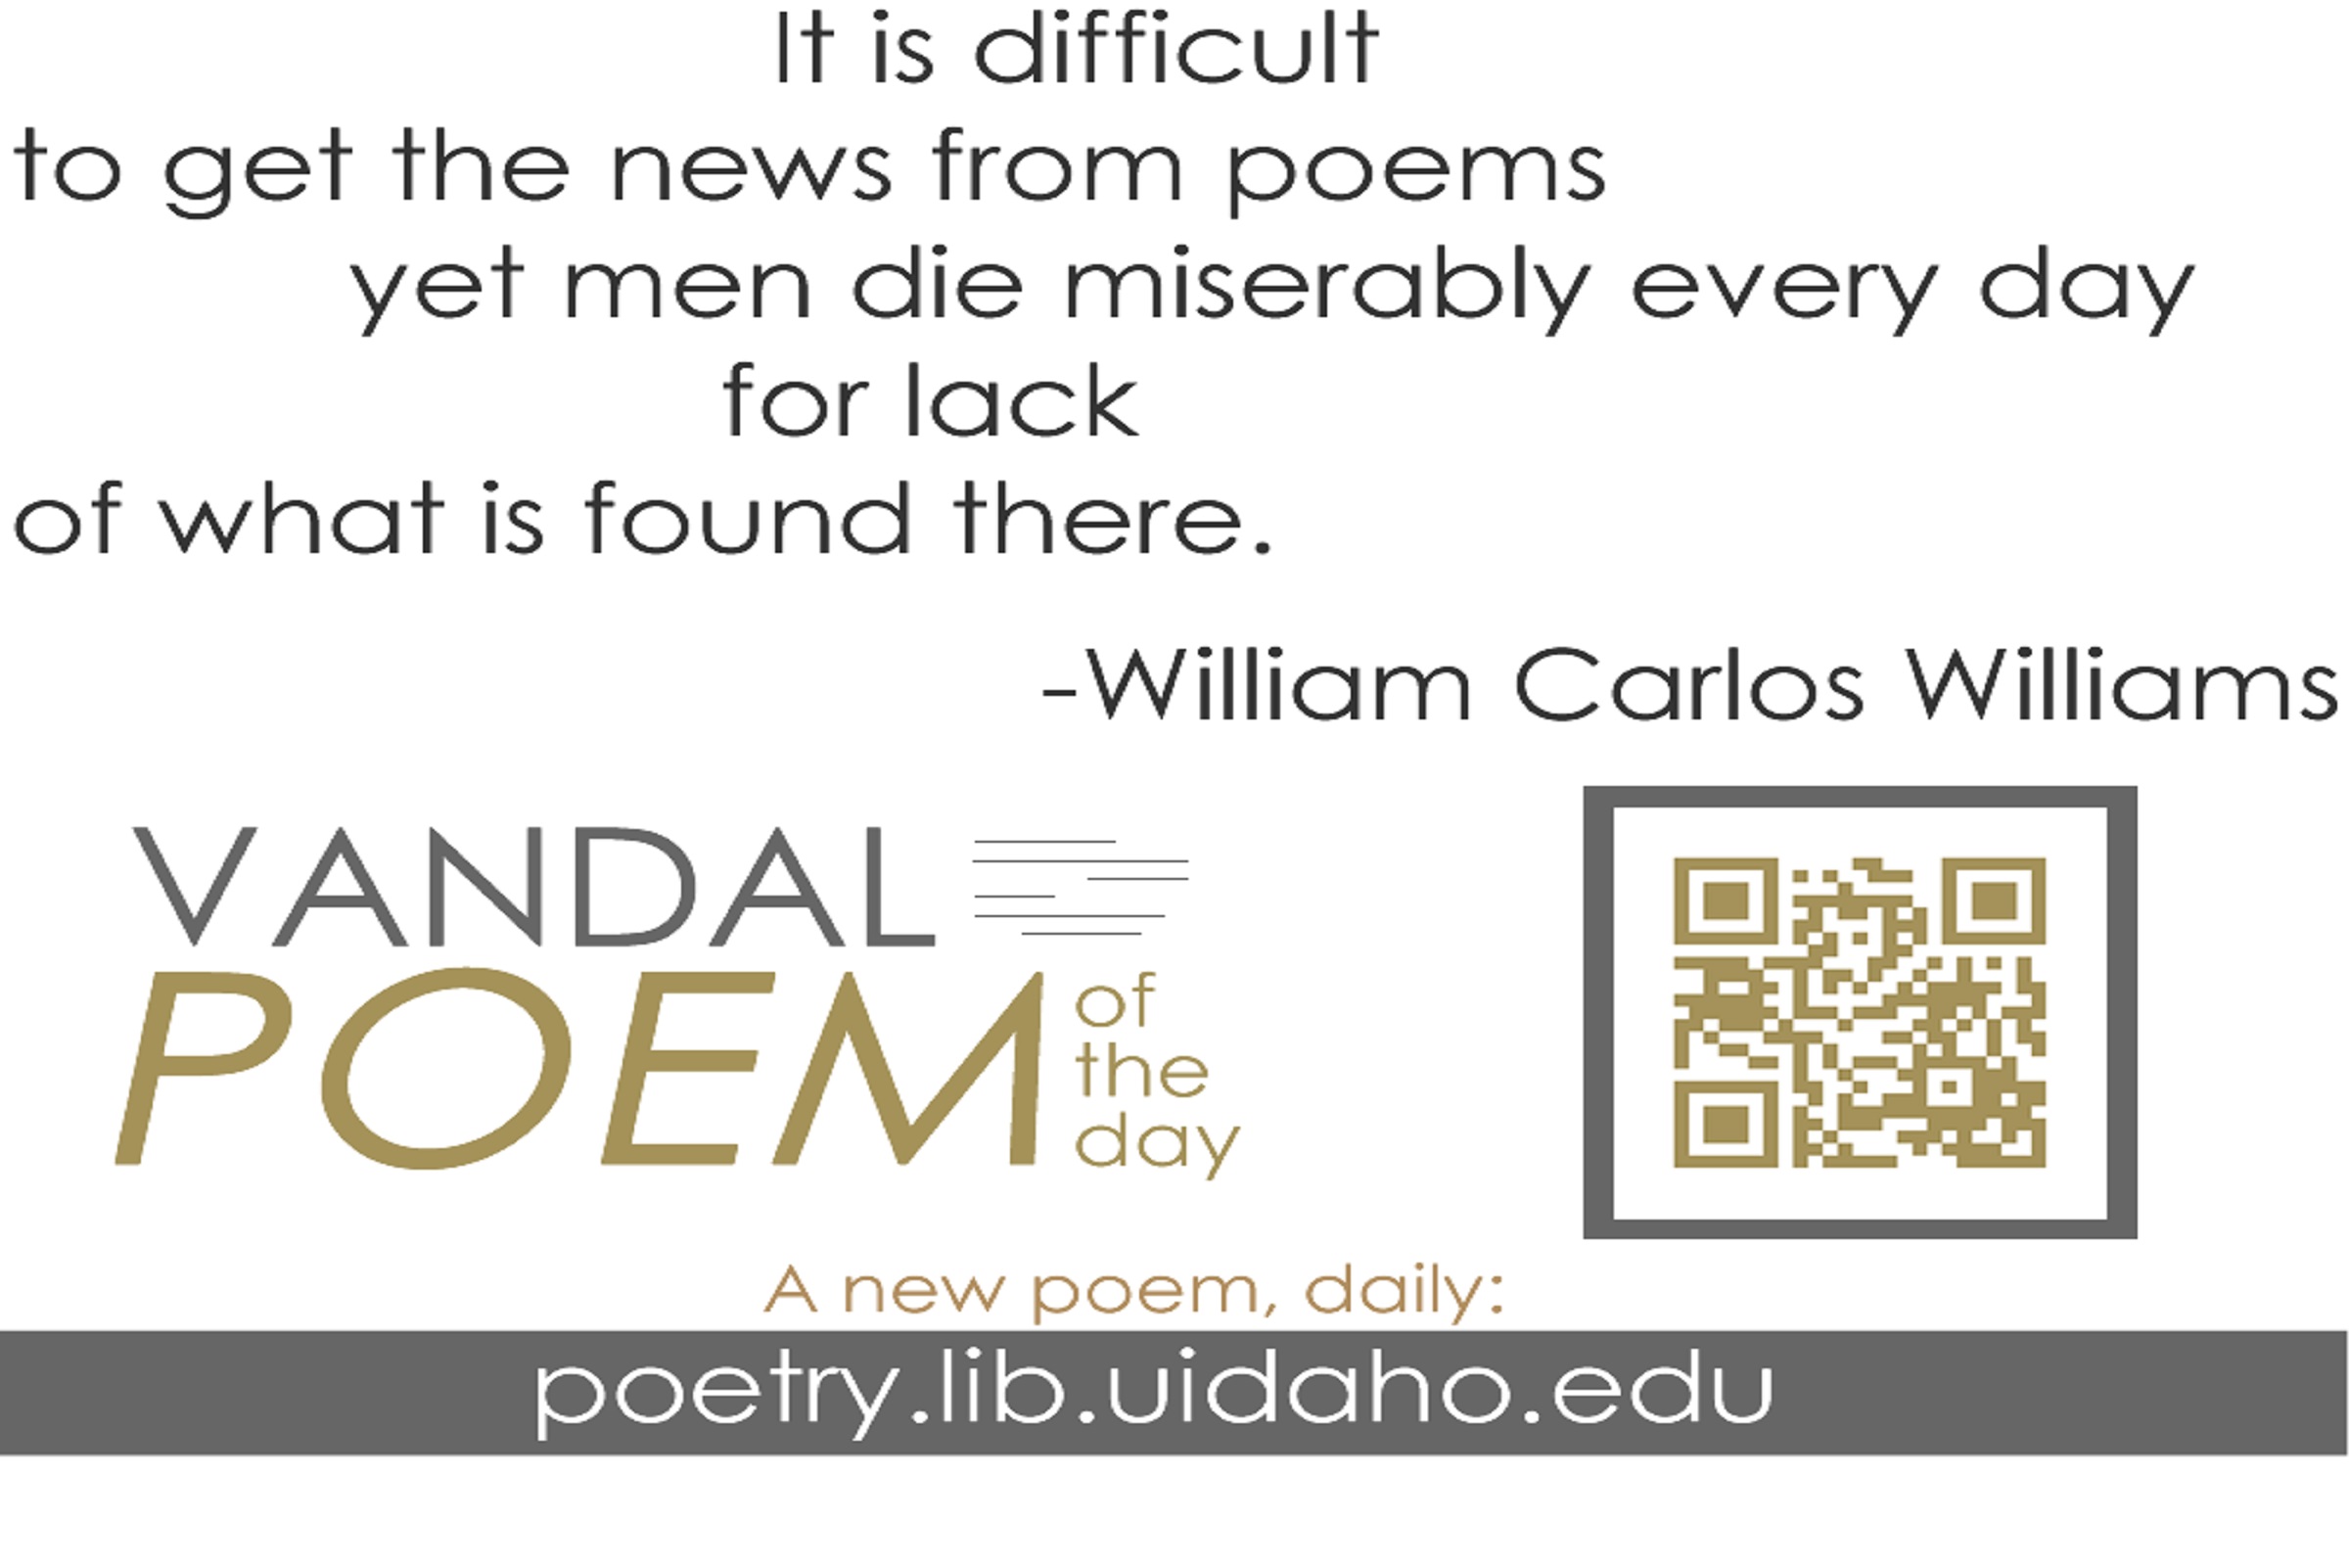 It is difficult
to get the news from poems
yet men die miserably every day
for lack
of what is found there.
-William Carlos Williams
VANDAL
POEM
of
the
day
A new poem, daily:
poetry.lib.uidaho.edu